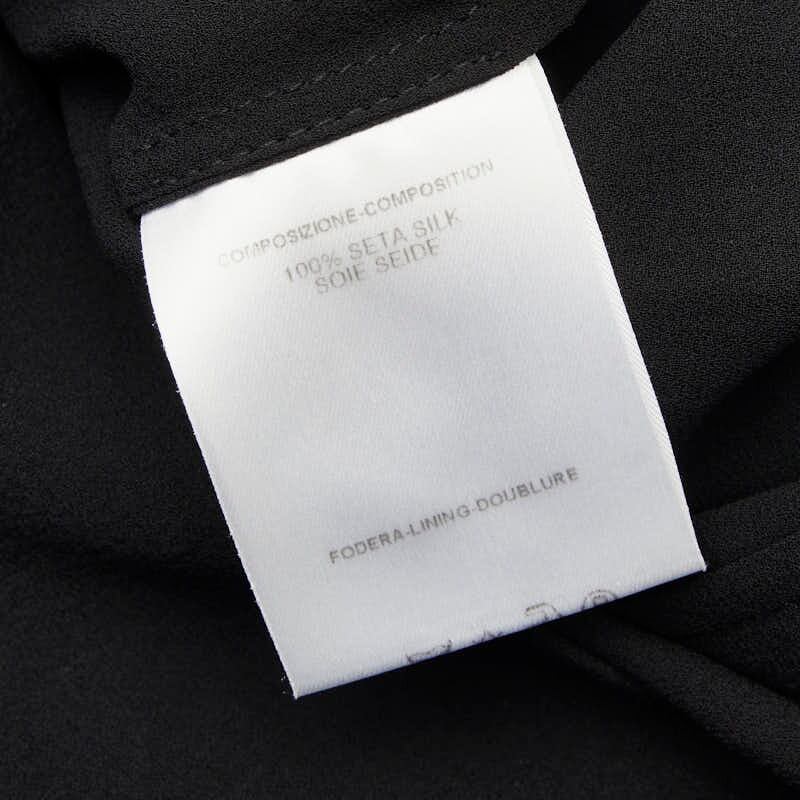 COMPOSIZIONE-COMPOSITION
100% SETA SILK
SOIE SEIDE
FODERA-LINING-DOUBLURE